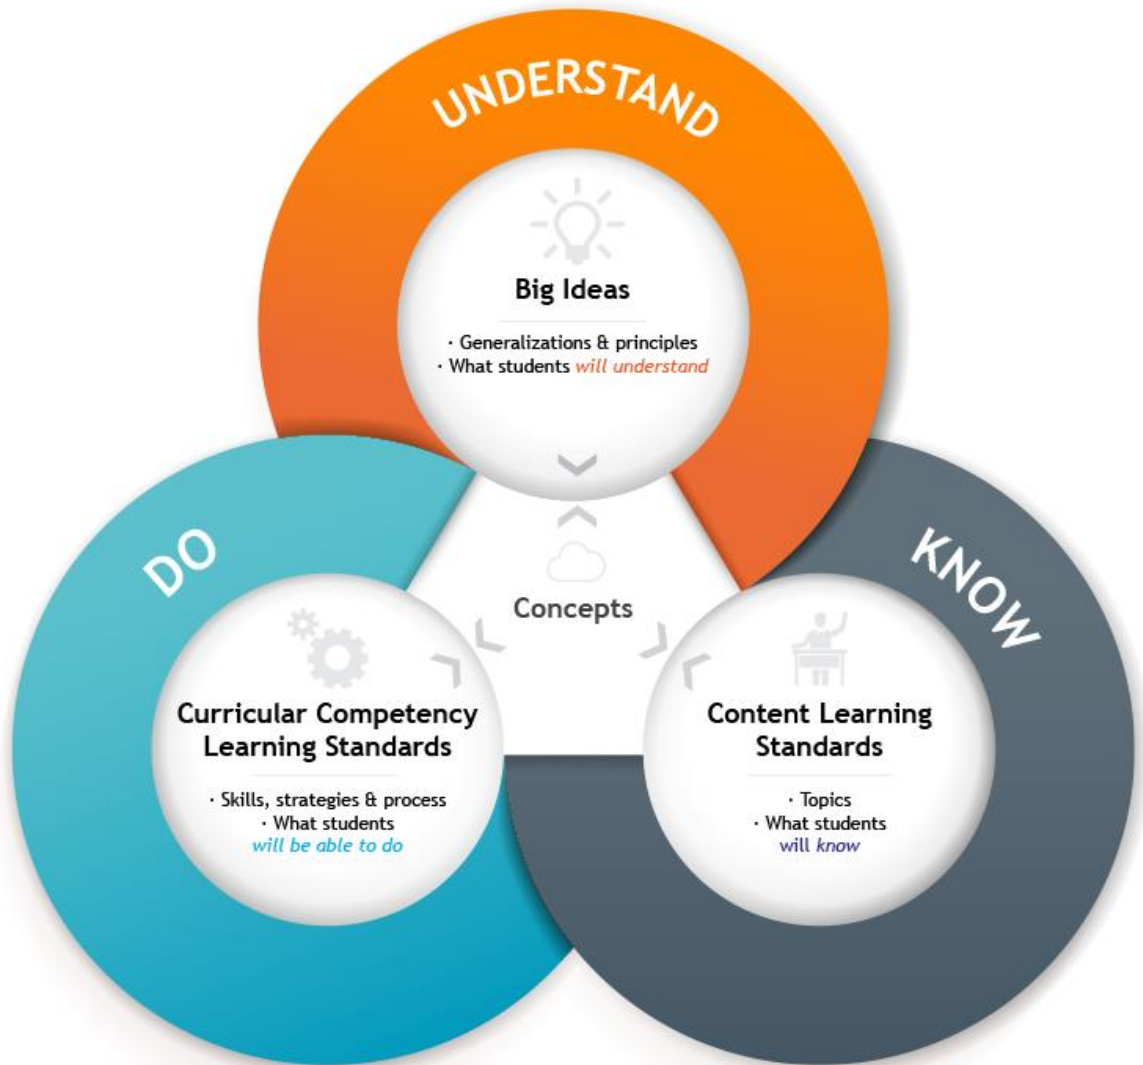 UNDERSTAND
Big Ideas
· Generalizations & principles
· What students will understand
DO
KNOW
Concepts
Curricular Competency
Learning Standards
· Skills, strategies & process
· What students
will be able to do
Content Learning
Standards
· Topics
· What students
will know